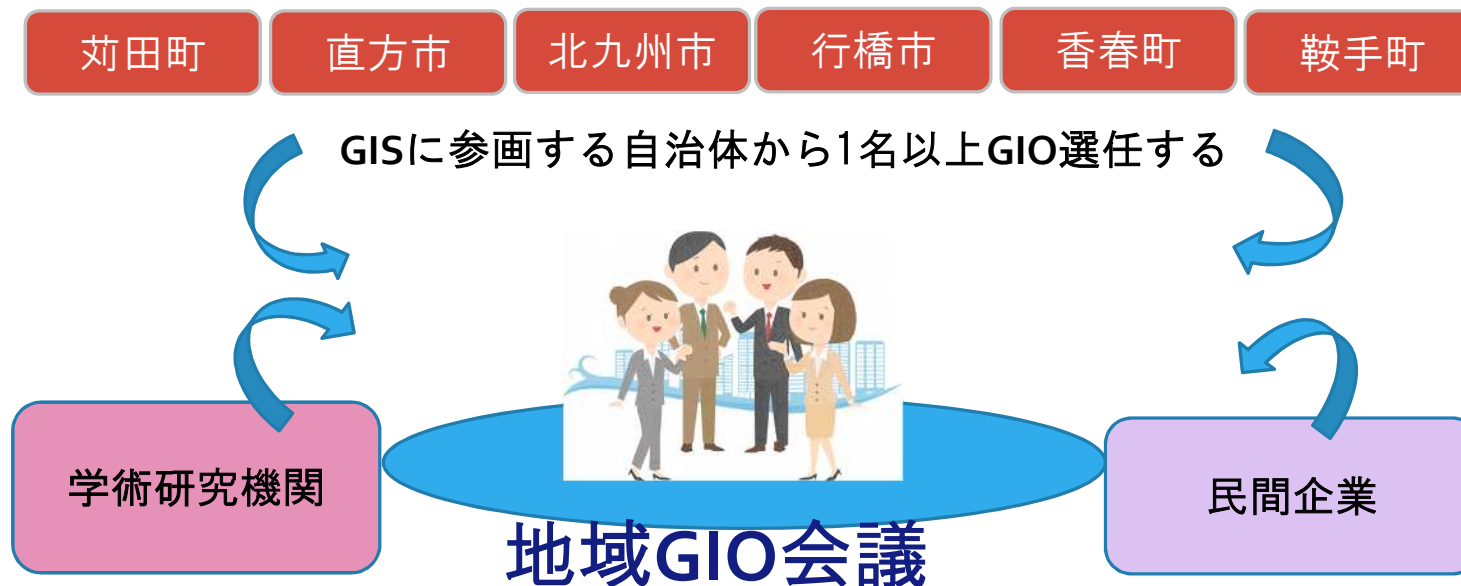 苅田町 直方市 北九州市 行橋市 香春町 鞍手町
GISに参画する自治体から1名以上GIO選任する
学術研究機関
民間企業
地域GIO会議